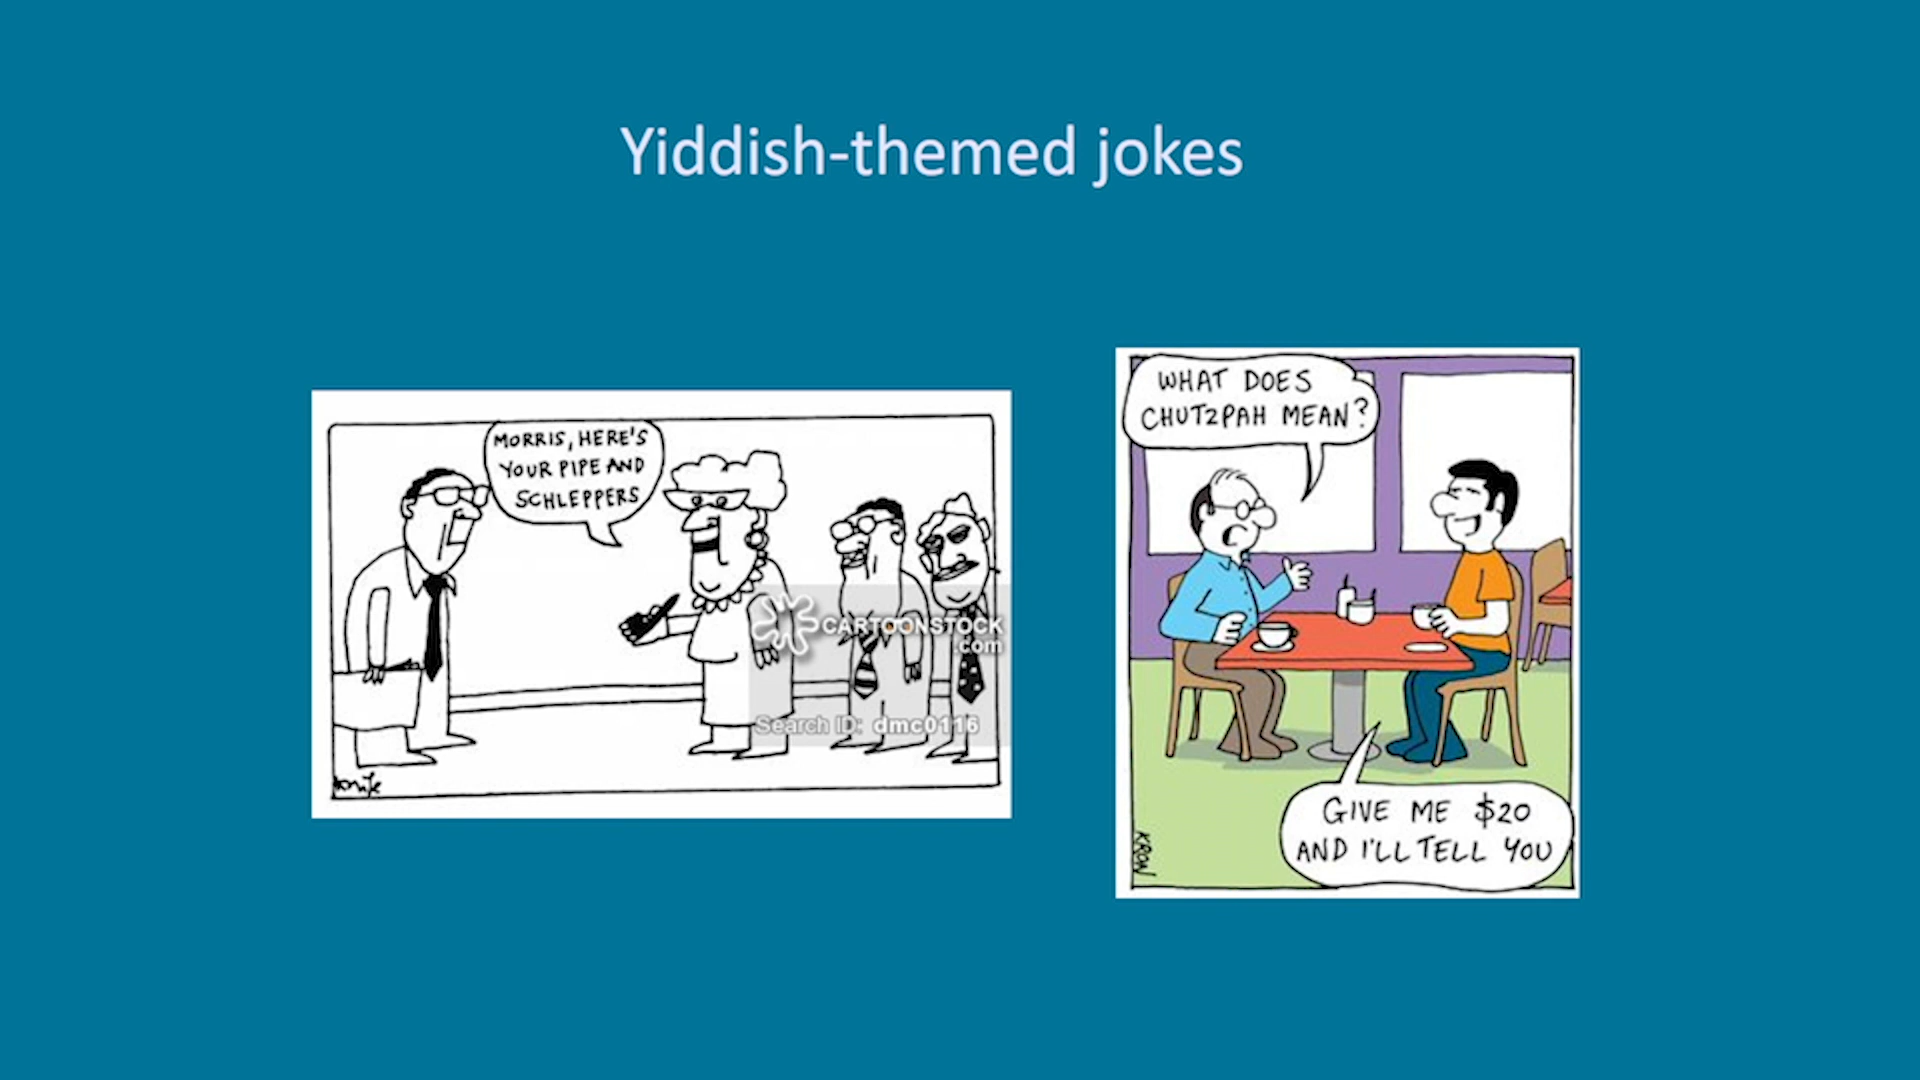 Yiddish-themed jokes
MORRIS, HERE'S
YOUR PIPE AND
SCHLEPPERS
CARTOONSTOCK
.com
Search ID: dmc0116
WHAT DOES
CHUTZPAH MEAN?
GIVE ME $20
AND I'LL TELL YOU
KRON